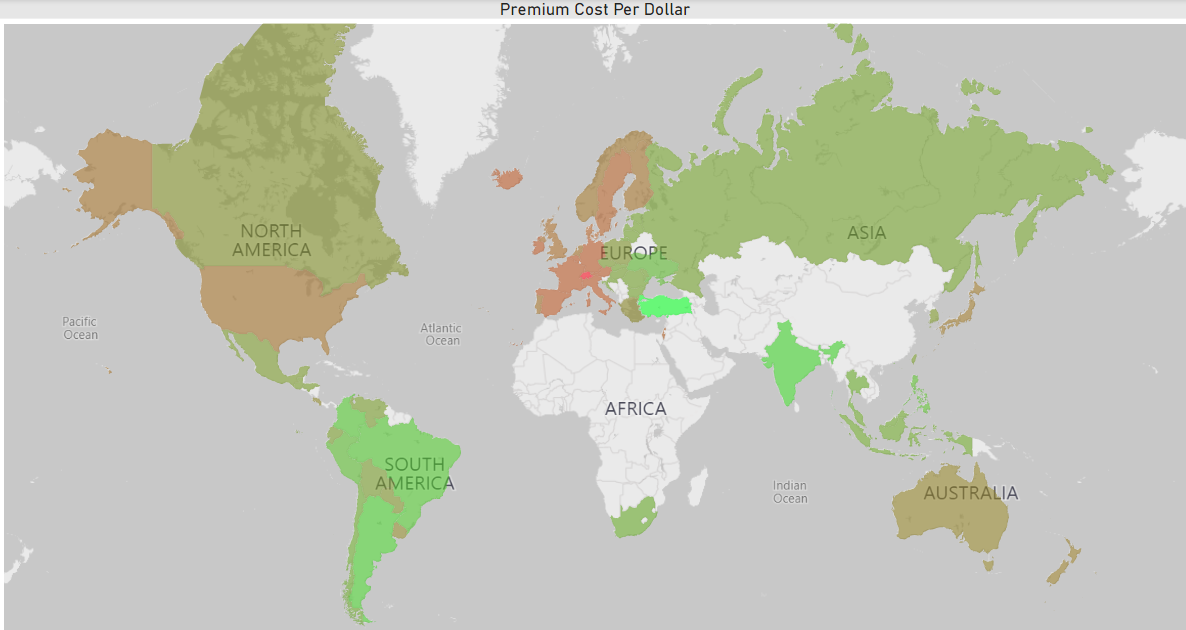 Premium Cost Per Dollar
NORTH
AMERICA
ASIA
EUROPE
Pacific
Ocean
Atlantic
Ocean
AFRICA
SOUTH
AMERICA
Indian
Ocean
AUSTRALIA